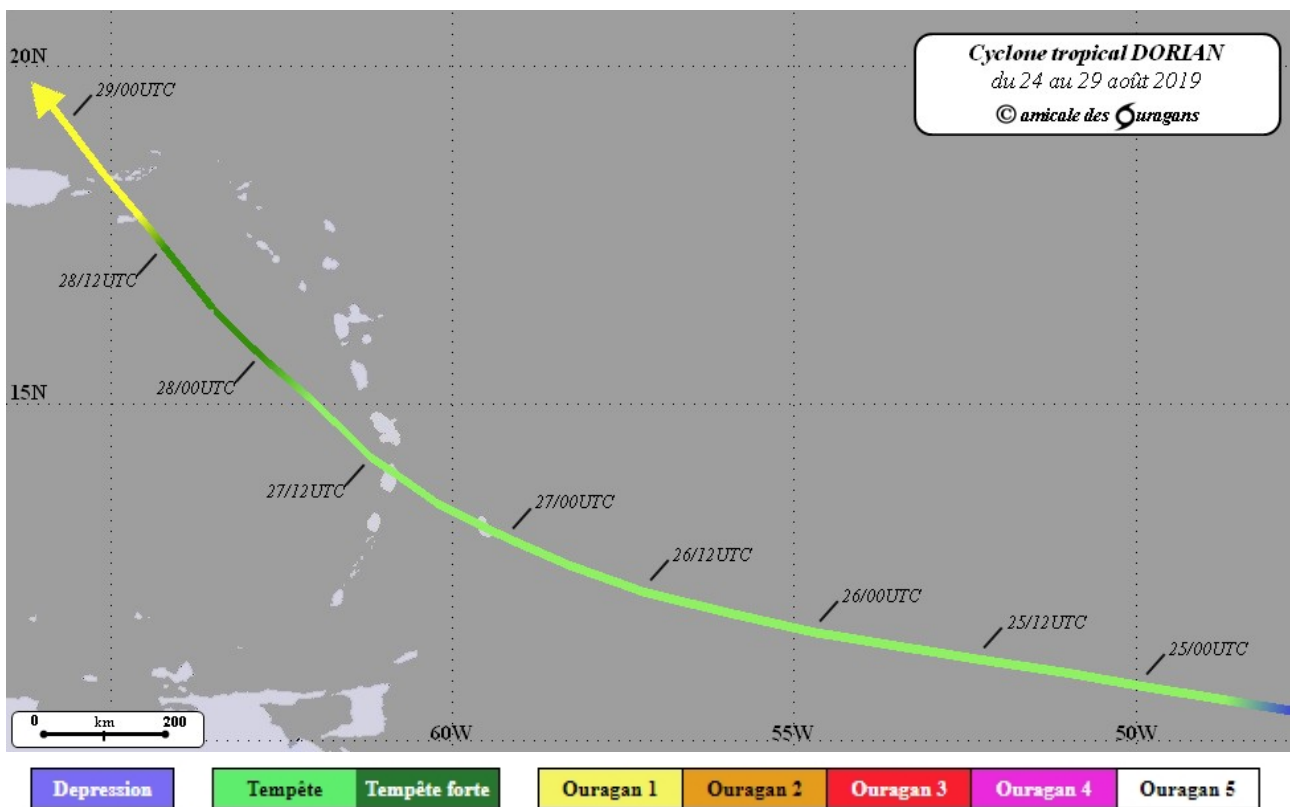 20N
Cyclone tropical DORIAN
du 24 au 29 août 2019
© amicale des Ouragans
29/00UTC
28/12UTC
28/00UTC
15N
27/12UTC
27/00UTC
26/12UTC
26/00UTC
25/12UTC
25/00UTC
0 km 200
60W 55W 50W
Depression Tempête Tempête forte Ouragan 1 Ouragan 2 Ouragan 3 Ouragan 4 Ouragan 5